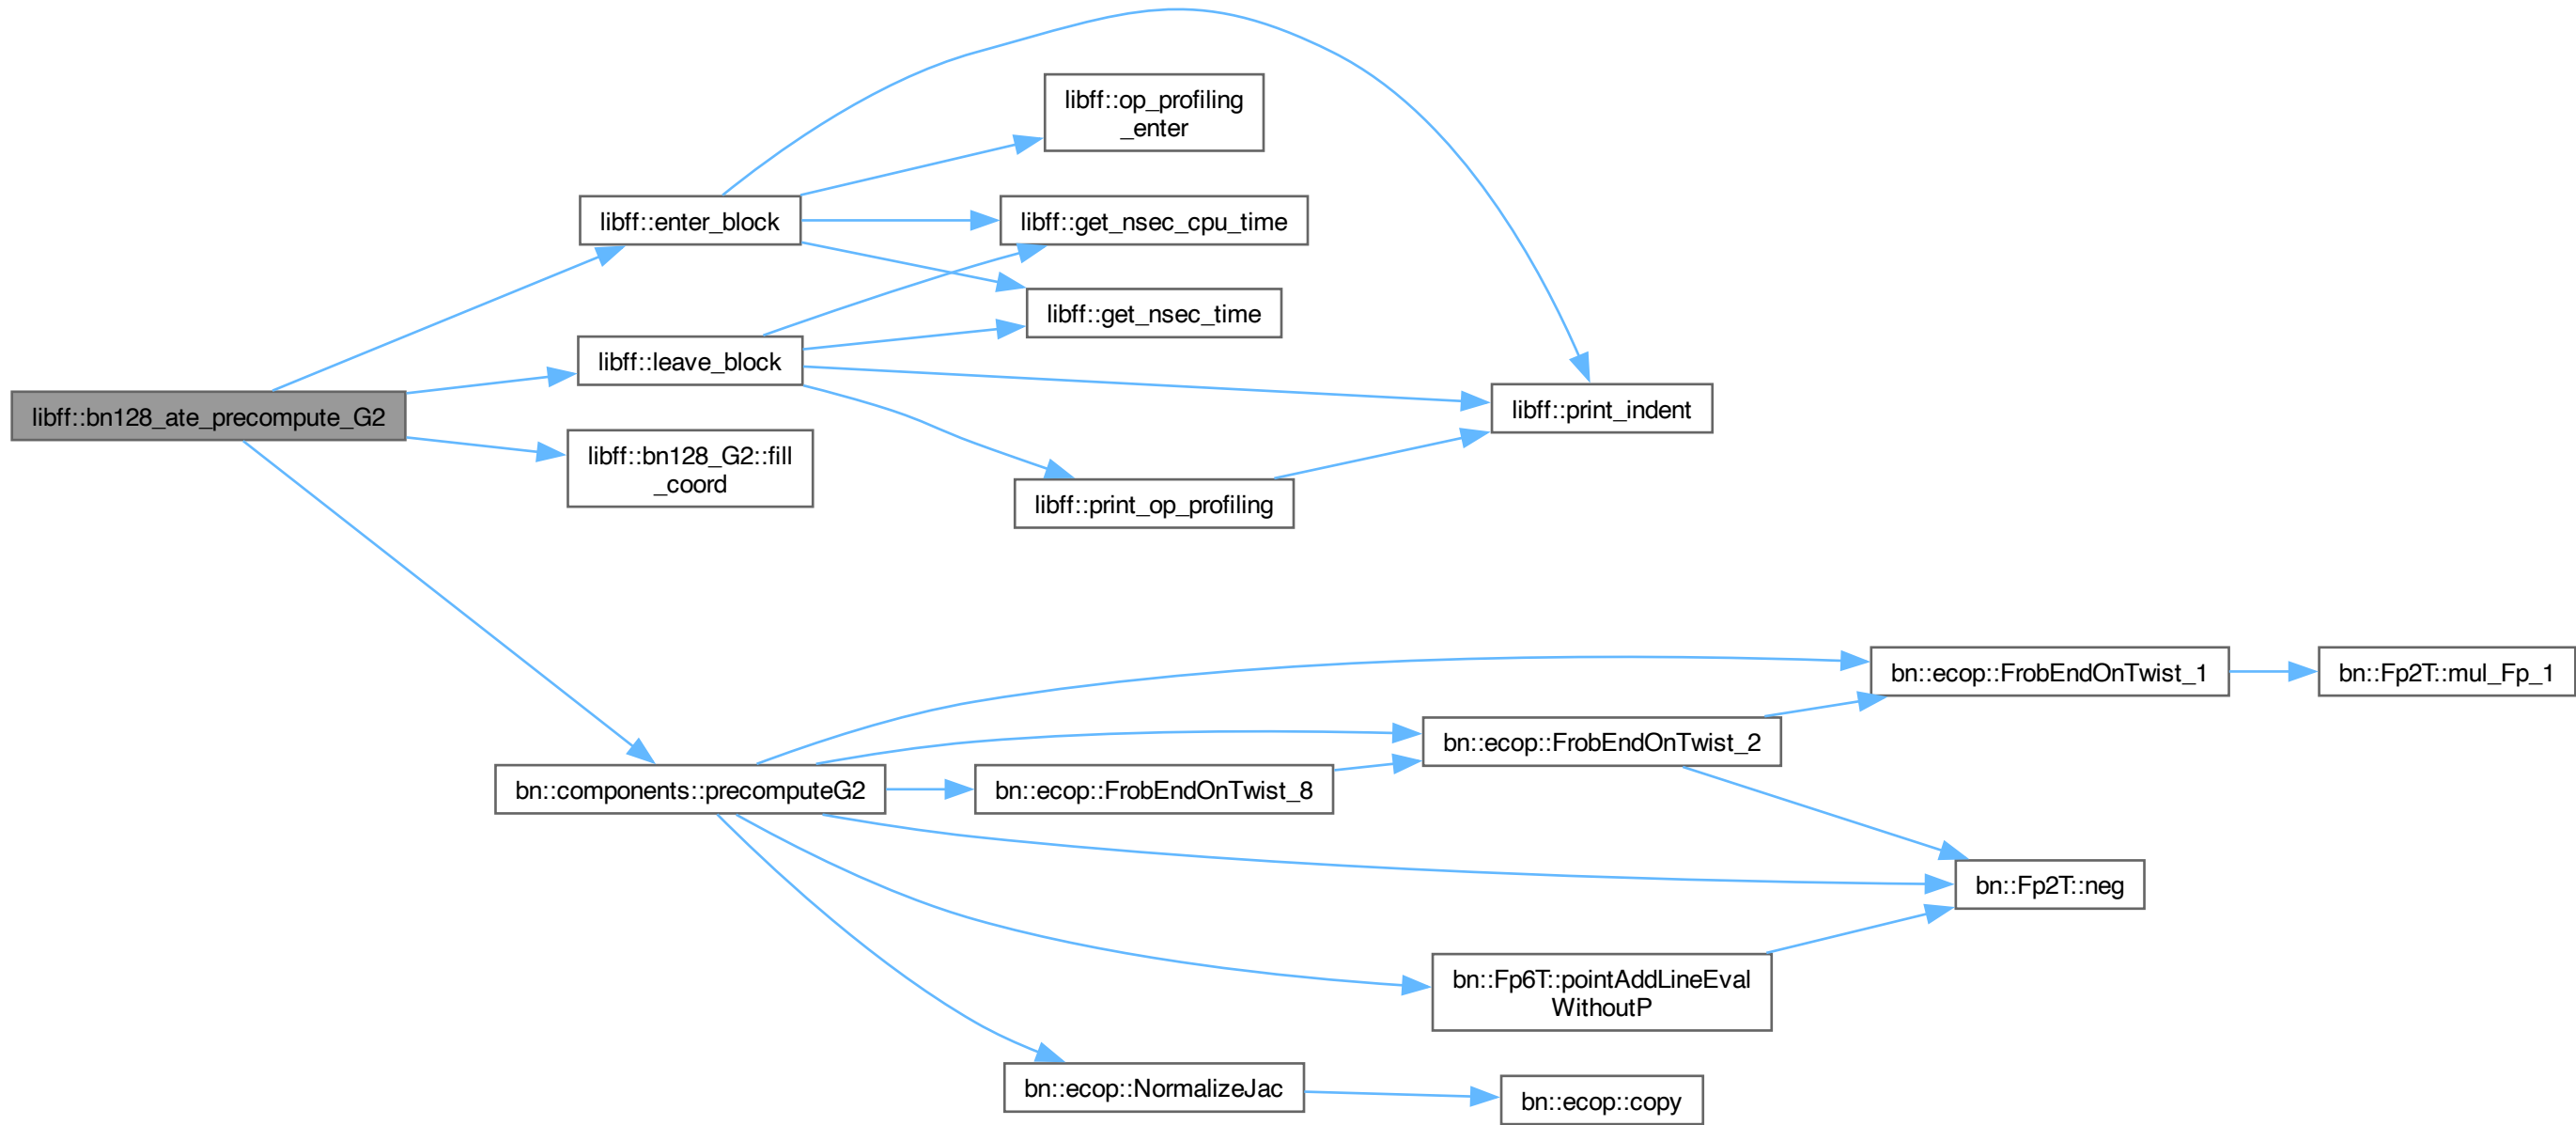 libff::op_profiling
_enter
libff::enter_block
libff::get_nsec_cpu_time
libff::get_nsec_time
libff::leave_block
libff::print_indent
libff::bn128_ate_precompute_G2
libff::bn128_G2::fill
_coord
libff::print_op_profiling
bn::ecop::FrobEndOnTwist_1
bn::Fp2T::mul_Fp_1
bn::ecop::FrobEndOnTwist_2
bn::components::precomputeG2
bn::ecop::FrobEndOnTwist_8
bn::Fp2T::neg
bn::Fp6T::pointAddLineEval
WithoutP
bn::ecop::NormalizeJac
bn::ecop::copy